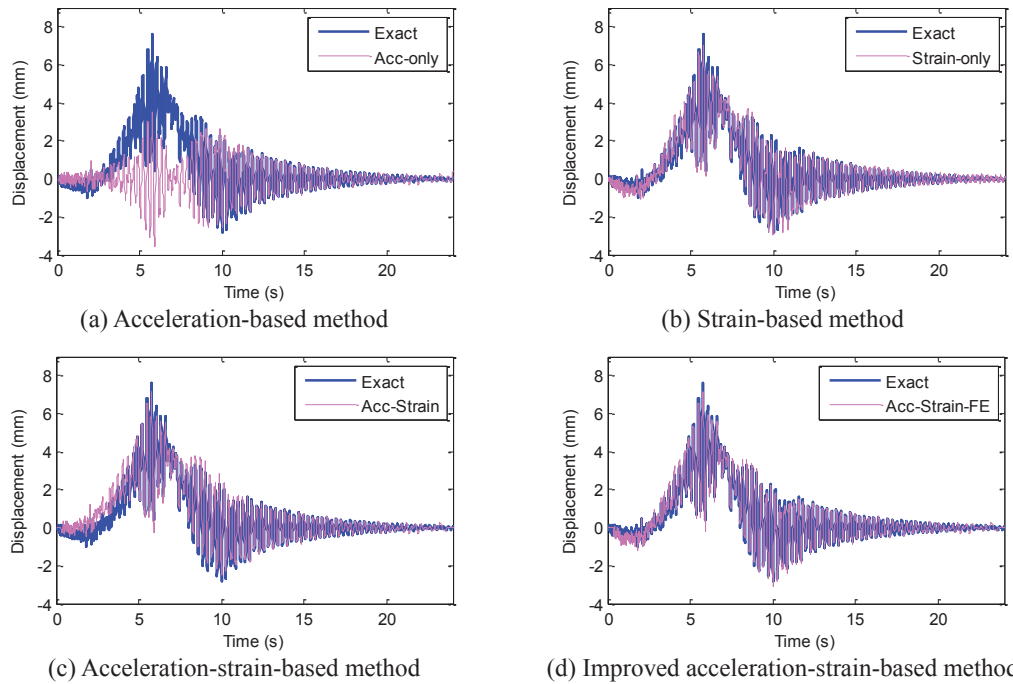 8
6
4
2
0
-2
-4
Displacement (mm)
Exact
Acc-only
0 5 10 15 20
Time (s)
(a) Acceleration-based method
8
6
4
2
0
-2
-4
Displacement (mm)
Exact
Strain-only
0 5 10 15 20
Time (s)
(b) Strain-based method
8
6
4
2
0
-2
-4
Displacement (mm)
Exact
Acc-Strain
0 5 10 15 20
Time (s)
(c) Acceleration-strain-based method
8
6
4
2
0
-2
-4
Displacement (mm)
Exact
Acc-Strain-FE
0 5 10 15 20
Time (s)
(d) Improved acceleration-strain-based method